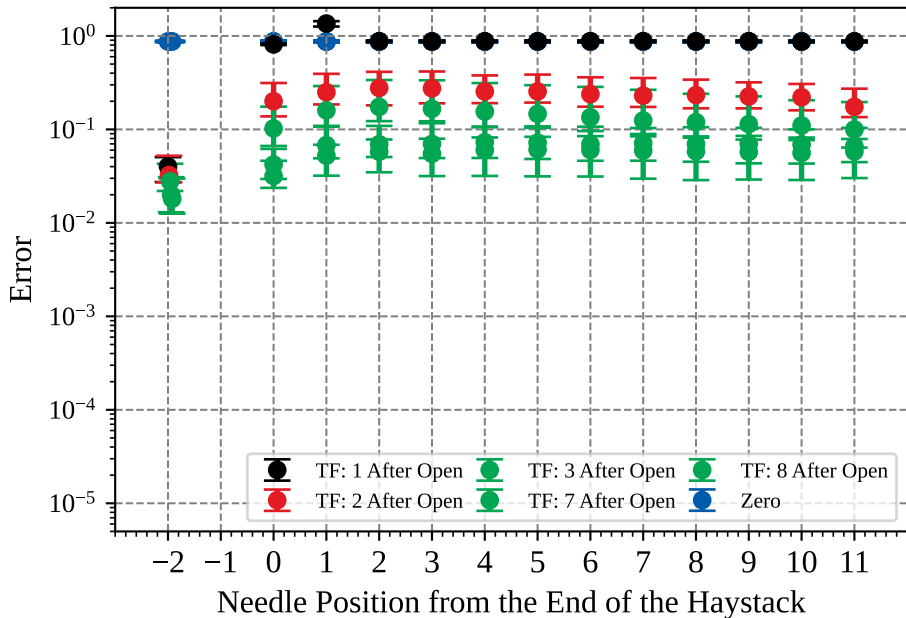 10⁰
10⁻¹
10⁻²
10⁻³
10⁻⁴
10⁻⁵
Error
TF: 1 After Open TF: 3 After Open TF: 8 After Open
TF: 2 After Open TF: 7 After Open Zero
−2 −1 0 1 2 3 4 5 6 7 8 9 10 11
Needle Position from the End of the Haystack